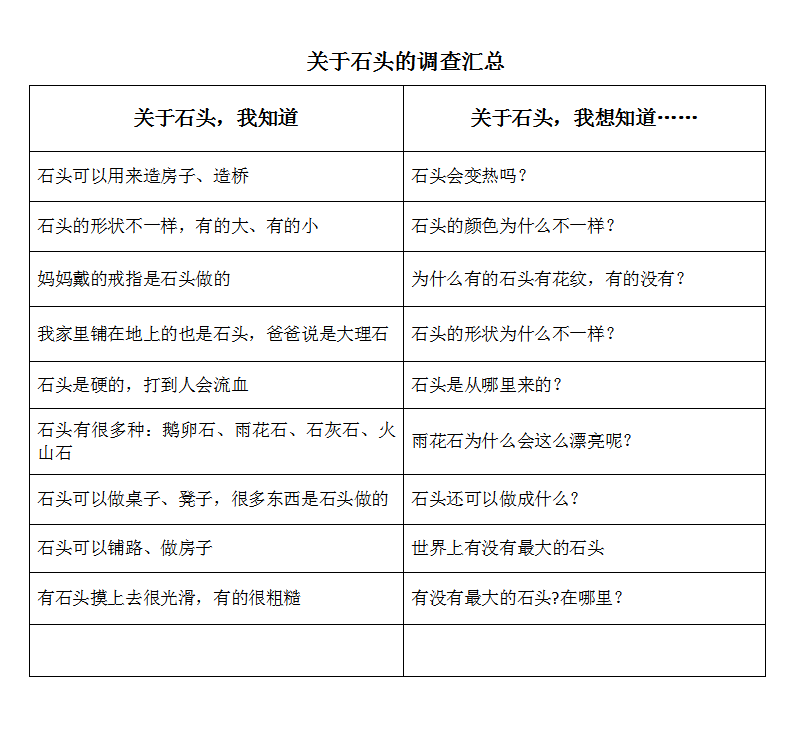 关于石头的调查汇总
关于石头，我知道
关于石头，我想知道……
石头可以用来造房子、造桥
石头会变热吗？
石头的形状不一样，有的大、有的小
石头的颜色为什么不一样？
妈妈戴的戒指是石头做的
为什么有的石头有花纹，有的没有？
我家里铺在地上的也是石头，爸爸说是大理石
石头的形状为什么不一样？
石头是硬的，打到人会流血
石头是从哪里来的？
石头有很多种：鹅卵石、雨花石、石灰石、火
山石
雨花石为什么会这么漂亮呢？
石头可以做桌子、凳子，很多东西是石头做的
石头还可以做成什么？
石头可以铺路、做房子
世界上有没有最大的石头
有石头摸上去很光滑，有的很粗糙
有没有最大的石头?在哪里？